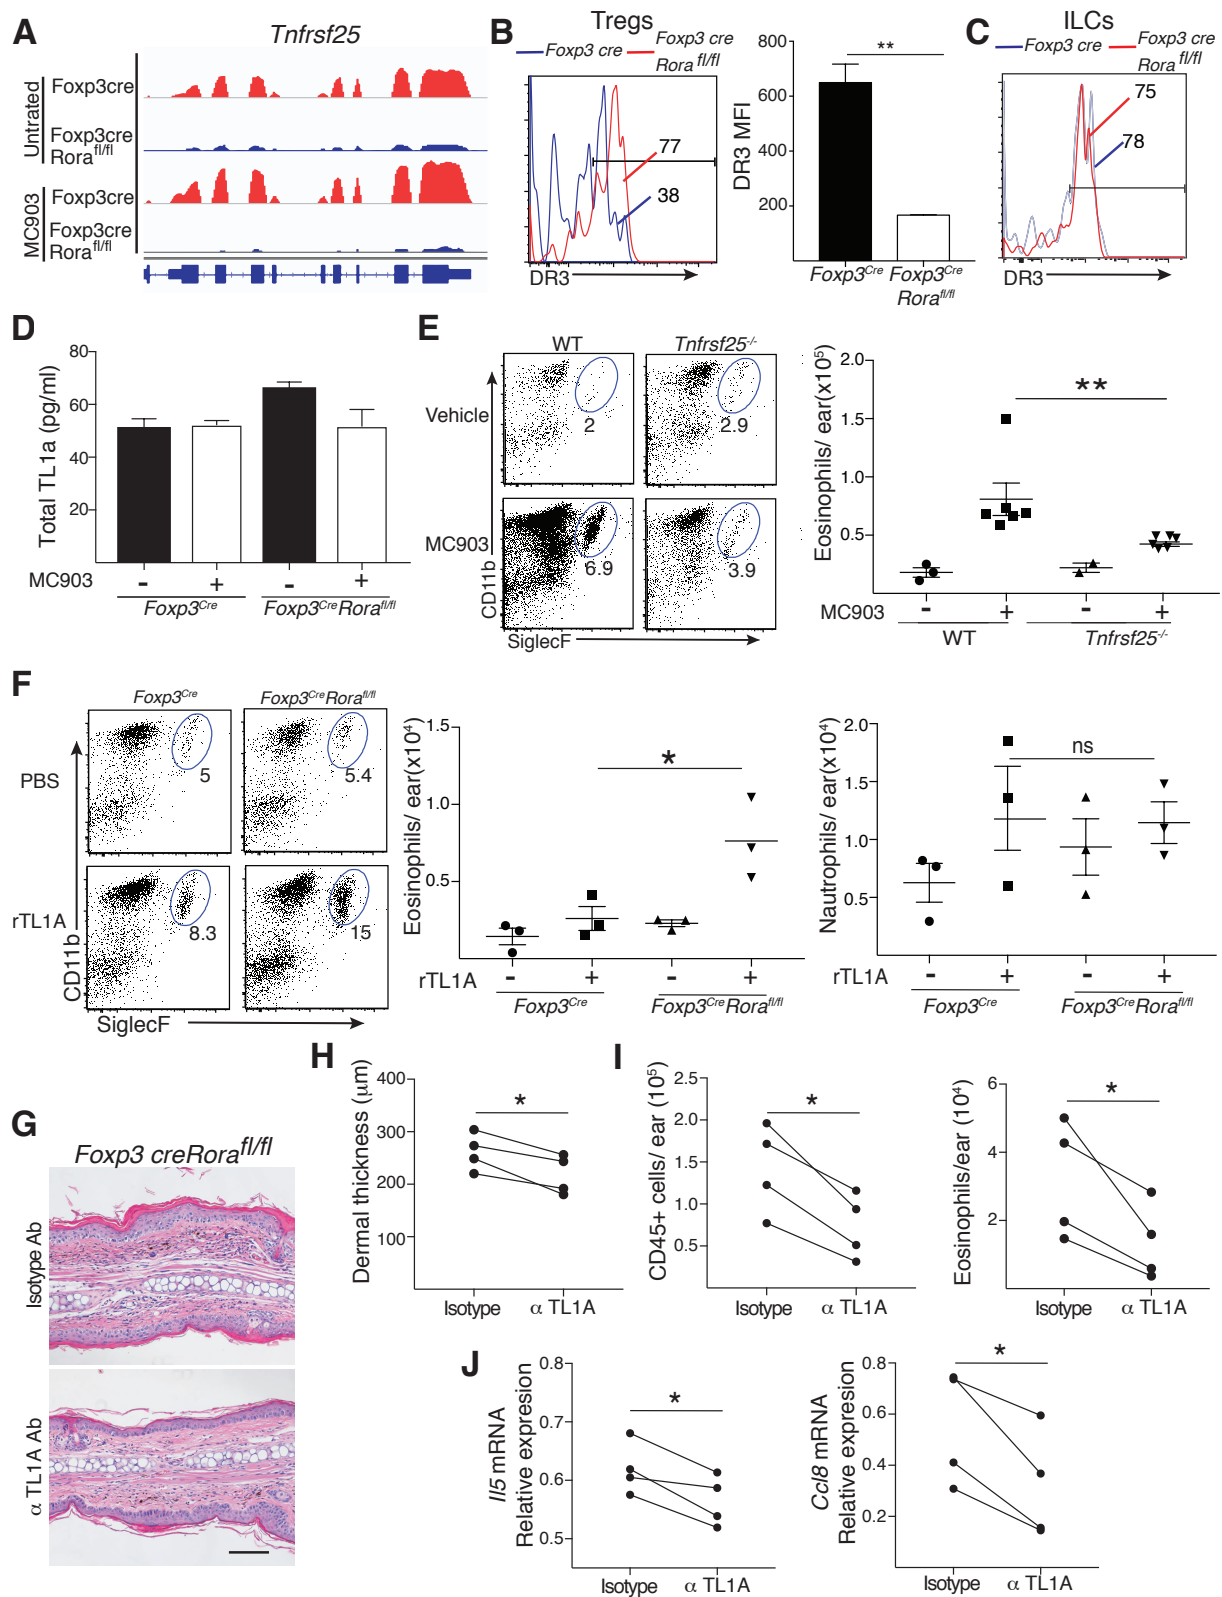 A
Tnfrsf25
Untrated
Foxp3cre
Foxp3cre
Rora fl/fl
MC903
Foxp3cre
Foxp3cre
Rora fl/fl
B
Tregs
Foxp3 cre
Foxp3 cre
Rora fl/fl
77
38
DR3
800
600
400
200
DR3 MFI
**
Foxp3Cre
Foxp3Cre
Rorafl/fl
C
ILCs
Foxp3 cre
Foxp3 cre
Rora fl/fl
75
78
DR3
D
Total TL1a (pg/ml)
80
60
40
20
MC903
-
+
-
+
Foxp3Cre
Foxp3CreRorafl/fl
E
WT
Tnfrsf25-/-
Vehicle
2
2.9
MC903
6.9
3.9
CD11b
SiglecF
Eosinophils/ ear(x105)
2.0
1.5
1.0
0.5
**
MC903
-
+
-
+
WT
Tnfrsf25-/-
F
Foxp3Cre
Foxp3CreRorafl/fl
PBS
5
5.4
rTL1A
8.3
15
CD11b
SiglecF
Eosinophils/ ear(x104)
1.5
1.0
0.5
*
rTL1A
-
+
-
+
Foxp3Cre
Foxp3CreRorafl/fl
Nautrophils/ ear(x104)
2.0
1.5
1.0
0.5
ns
rTL1A
-
+
-
+
Foxp3Cre
Foxp3CreRorafl/fl
G
Foxp3 creRorafl/fl
Isotype Ab
α TL1A Ab
H
Dermal thickness (μm)
400
300
200
100
*
Isotype
α TL1A
I
CD45+ cells/ ear (105)
2.5
2.0
1.5
1.0
0.5
*
Isotype
α TL1A
Eosinophils/ear (104)
6
4
2
*
Isotype
α TL1A
J
Il5 mRNA
Relative expression
0.8
0.7
0.6
0.5
*
Isotype
α TL1A
Ccl8 mRNA
Relative expresion
0.8
0.6
0.4
0.2
*
Isotype
α TL1A